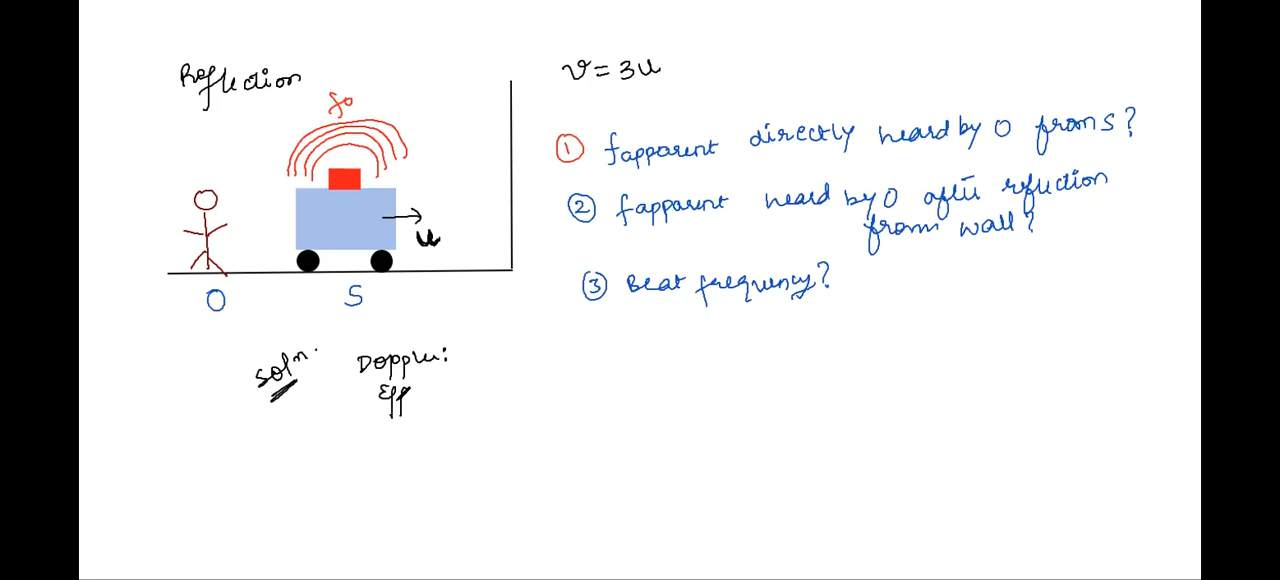 Reflection
f0
u
O S
Soln. Doppler:
Eff
v = 3u
① fapparent directly heard by O from S?
② fapparent heard by O after reflection
from wall?
③ Beat frequency?